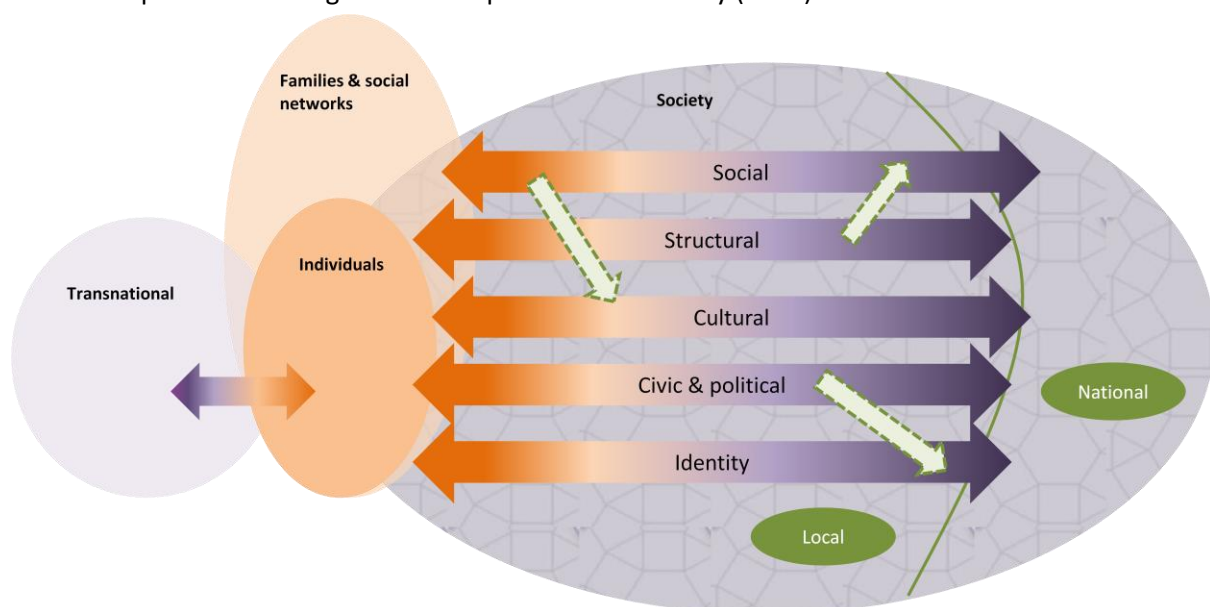 Families & social
networks
Society
Social
Structural
Individuals
Transnational
Cultural
Civic & political
National
Identity
Local